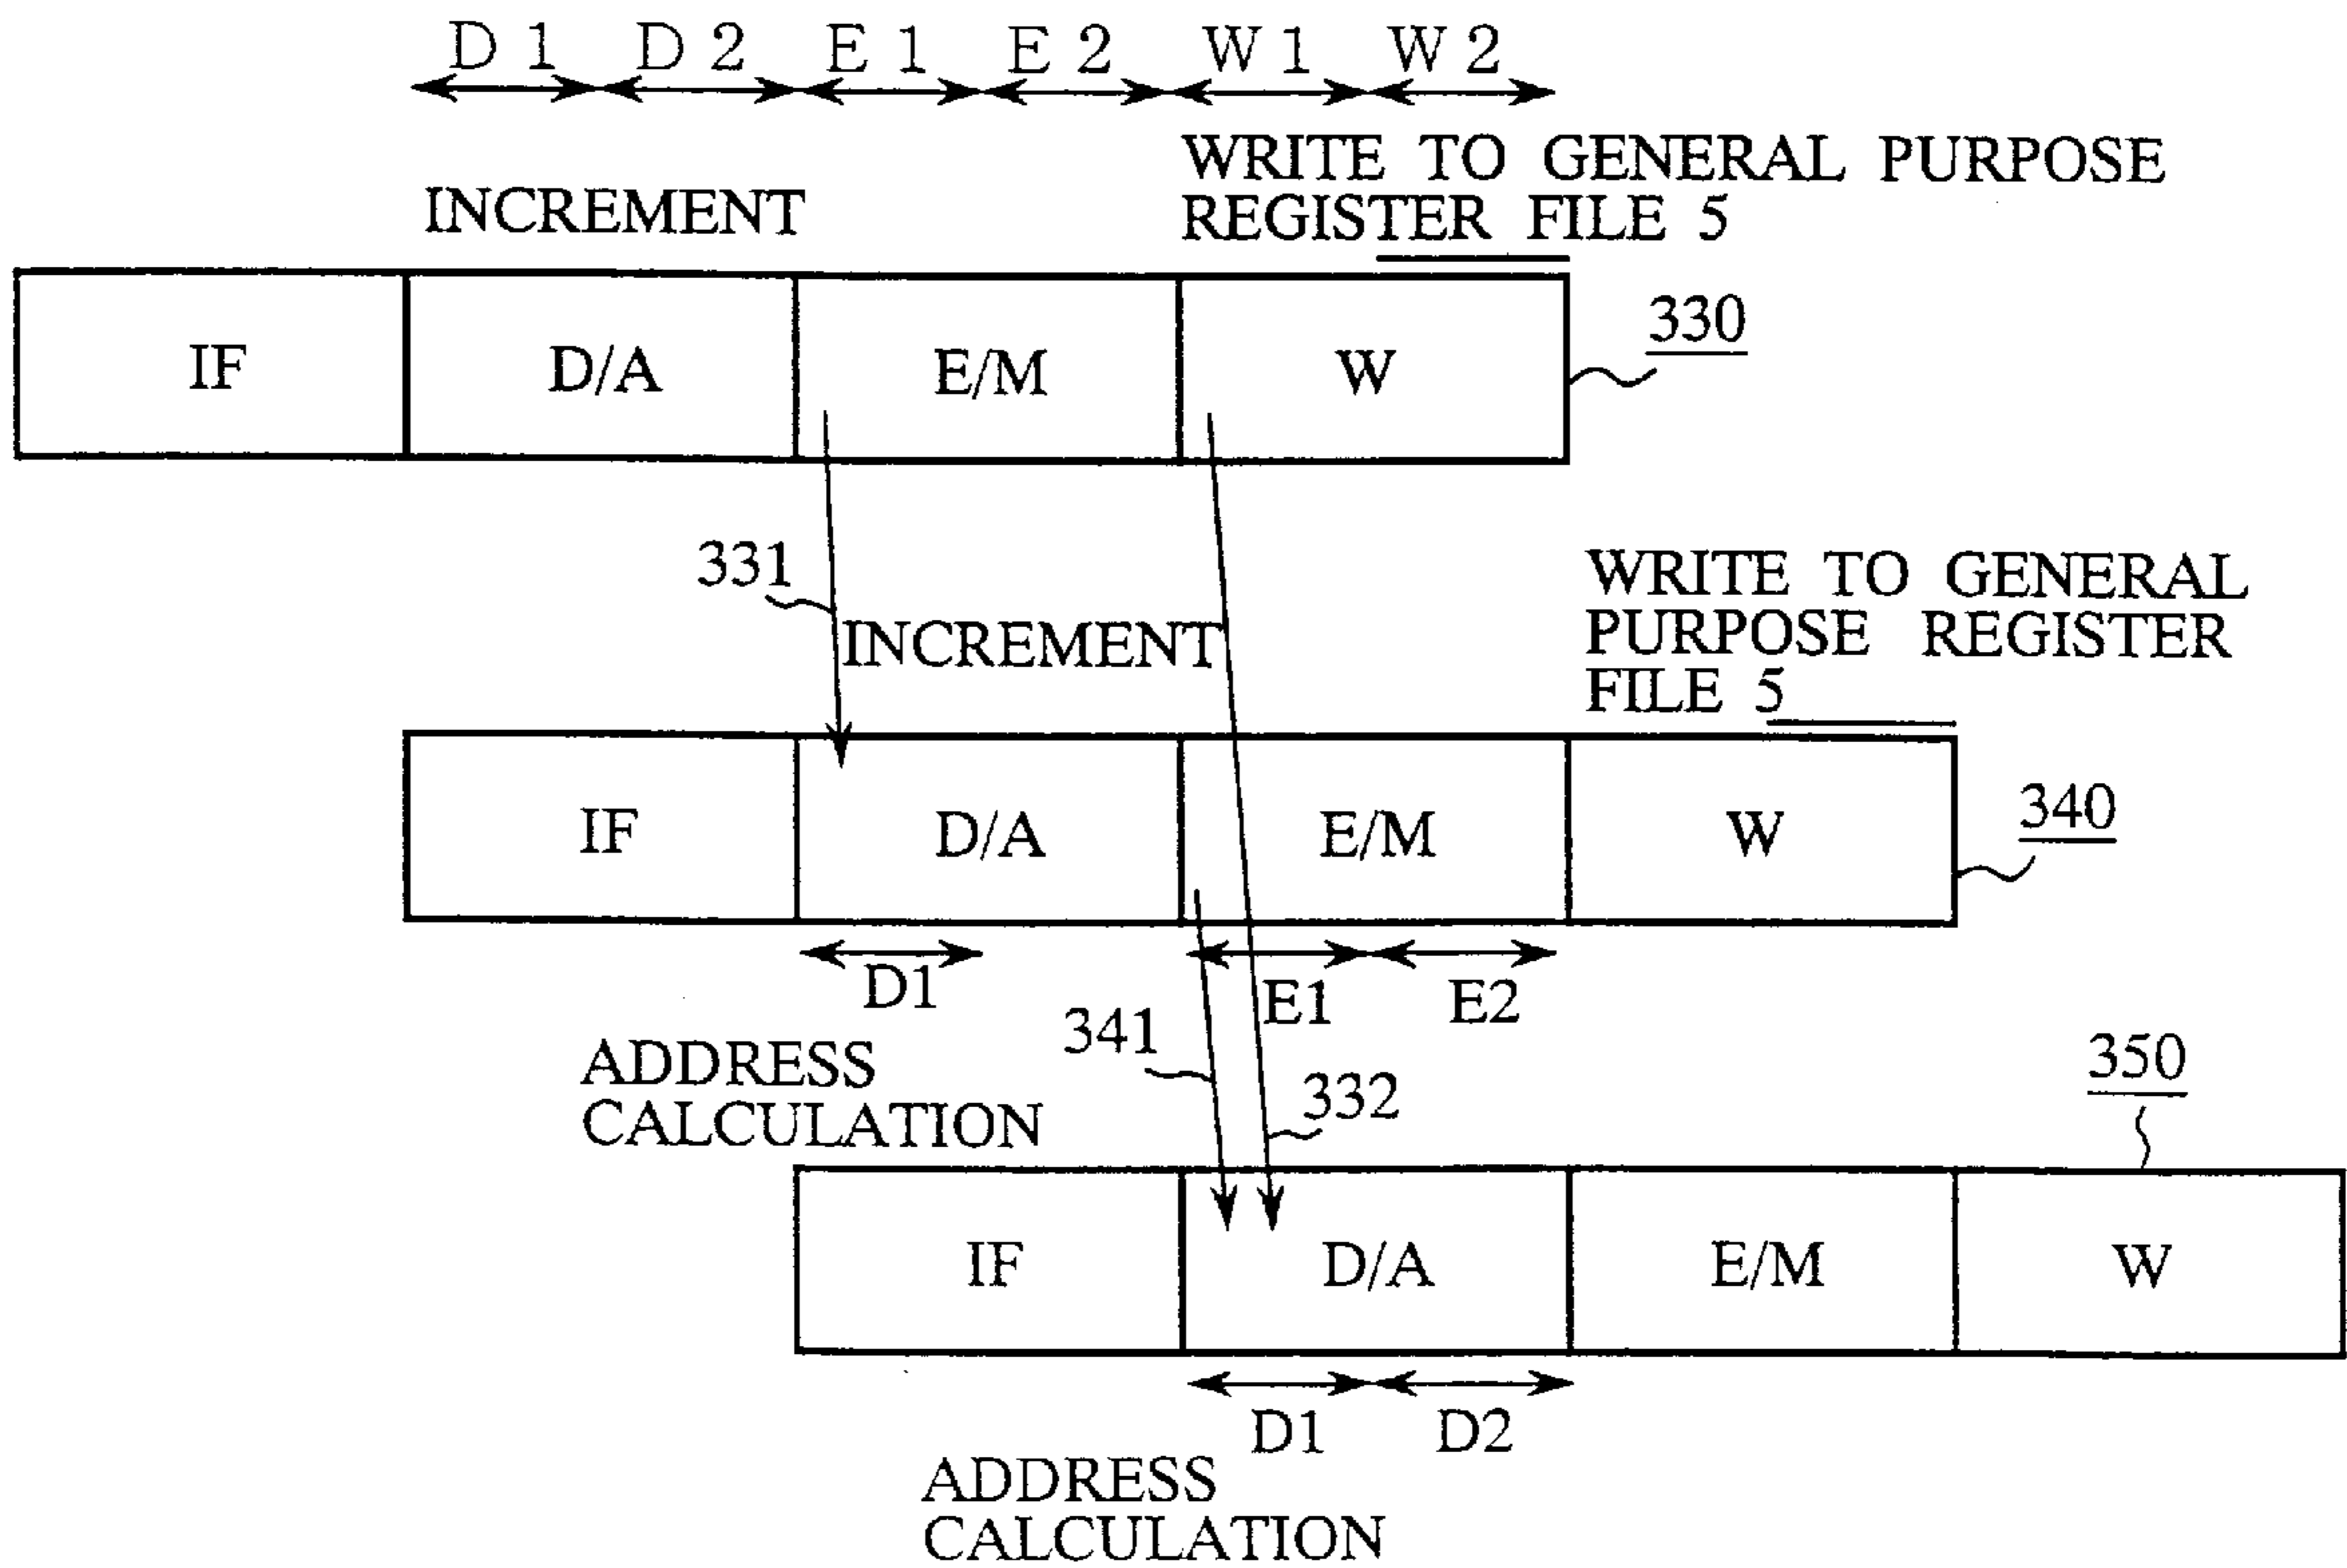 D 1 D 2 E 1 E 2 W 1 W 2
WRITE TO GENERAL PURPOSE
REGISTER FILE 5
INCREMENT
IF D/A E/M W
330
331
INCREMENT
WRITE TO GENERAL
PURPOSE REGISTER
FILE 5
IF D/A E/M W
340
D1 E1 E2
341
332
ADDRESS
CALCULATION
350
IF D/A E/M W
D1 D2
ADDRESS
CALCULATION